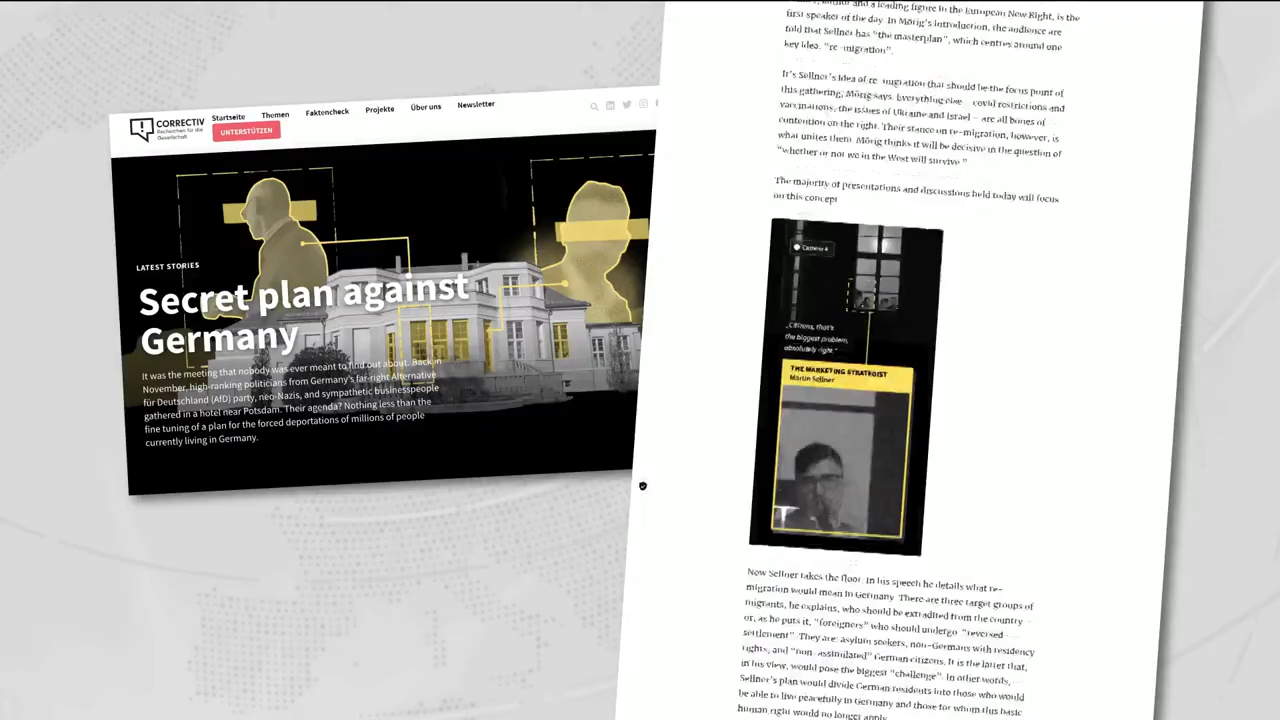 CORRECTIV
Recherchen für die
Gesellschaft
Startseite
Themen
Faktencheck
Projekte
Über uns
Newsletter
UNTERSTÜTZEN
LATEST STORIES
Secret plan against
Germany
It was the meeting that nobody was ever meant to find out about. Back in
November, high-ranking politicians from Germany's far-right Alternative
für Deutschland (AfD) party, neo-Nazis, and sympathetic businesspeople
gathered in a hotel near Potsdam. Their agenda? Nothing less than the
fine tuning of a plan for the forced deportations of millions of people
currently living in Germany.
and a leading figure in the European New Right, is the
first speaker of the day. In Mörig's introduction, the audience are
told that Sellner has "the masterplan", which centres around one
key idea. "re-migration".
It's Sellner's idea of re-migration that should be the focus point of
this gathering, Mörig says. Everything else – covid restrictions and
vaccinations, the issues of Ukraine and Israel – are all bones of
contention on the right. Their stance on re-migration, however, is
what unites them. Mörig thinks it will be decisive in the question of
"whether or not we in the West will survive."
The majority of presentations and discussions held today will focus
on this concept
Camera 4
„Citizens, that's
the biggest problem,
absolutely right."
THE MARKETING STRATEGIST
Martin Sellner
Now Sellner takes the floor. In his speech he details what re-
migration would mean in Germany. There are three target groups of
migrants, he explains, who should be extradited from the country –
or, as he puts it, "foreigners" who should undergo "reversed
settlement". They are: asylum seekers, non-Germans with residency
rights, and "non-assimilated" German citizens. It is the latter that,
in his view, would pose the biggest "challenge". In other words,
Sellner's plan would divide German residents into those who would
be able to live peacefully in Germany and those for whom this basic
human right would no longer apply